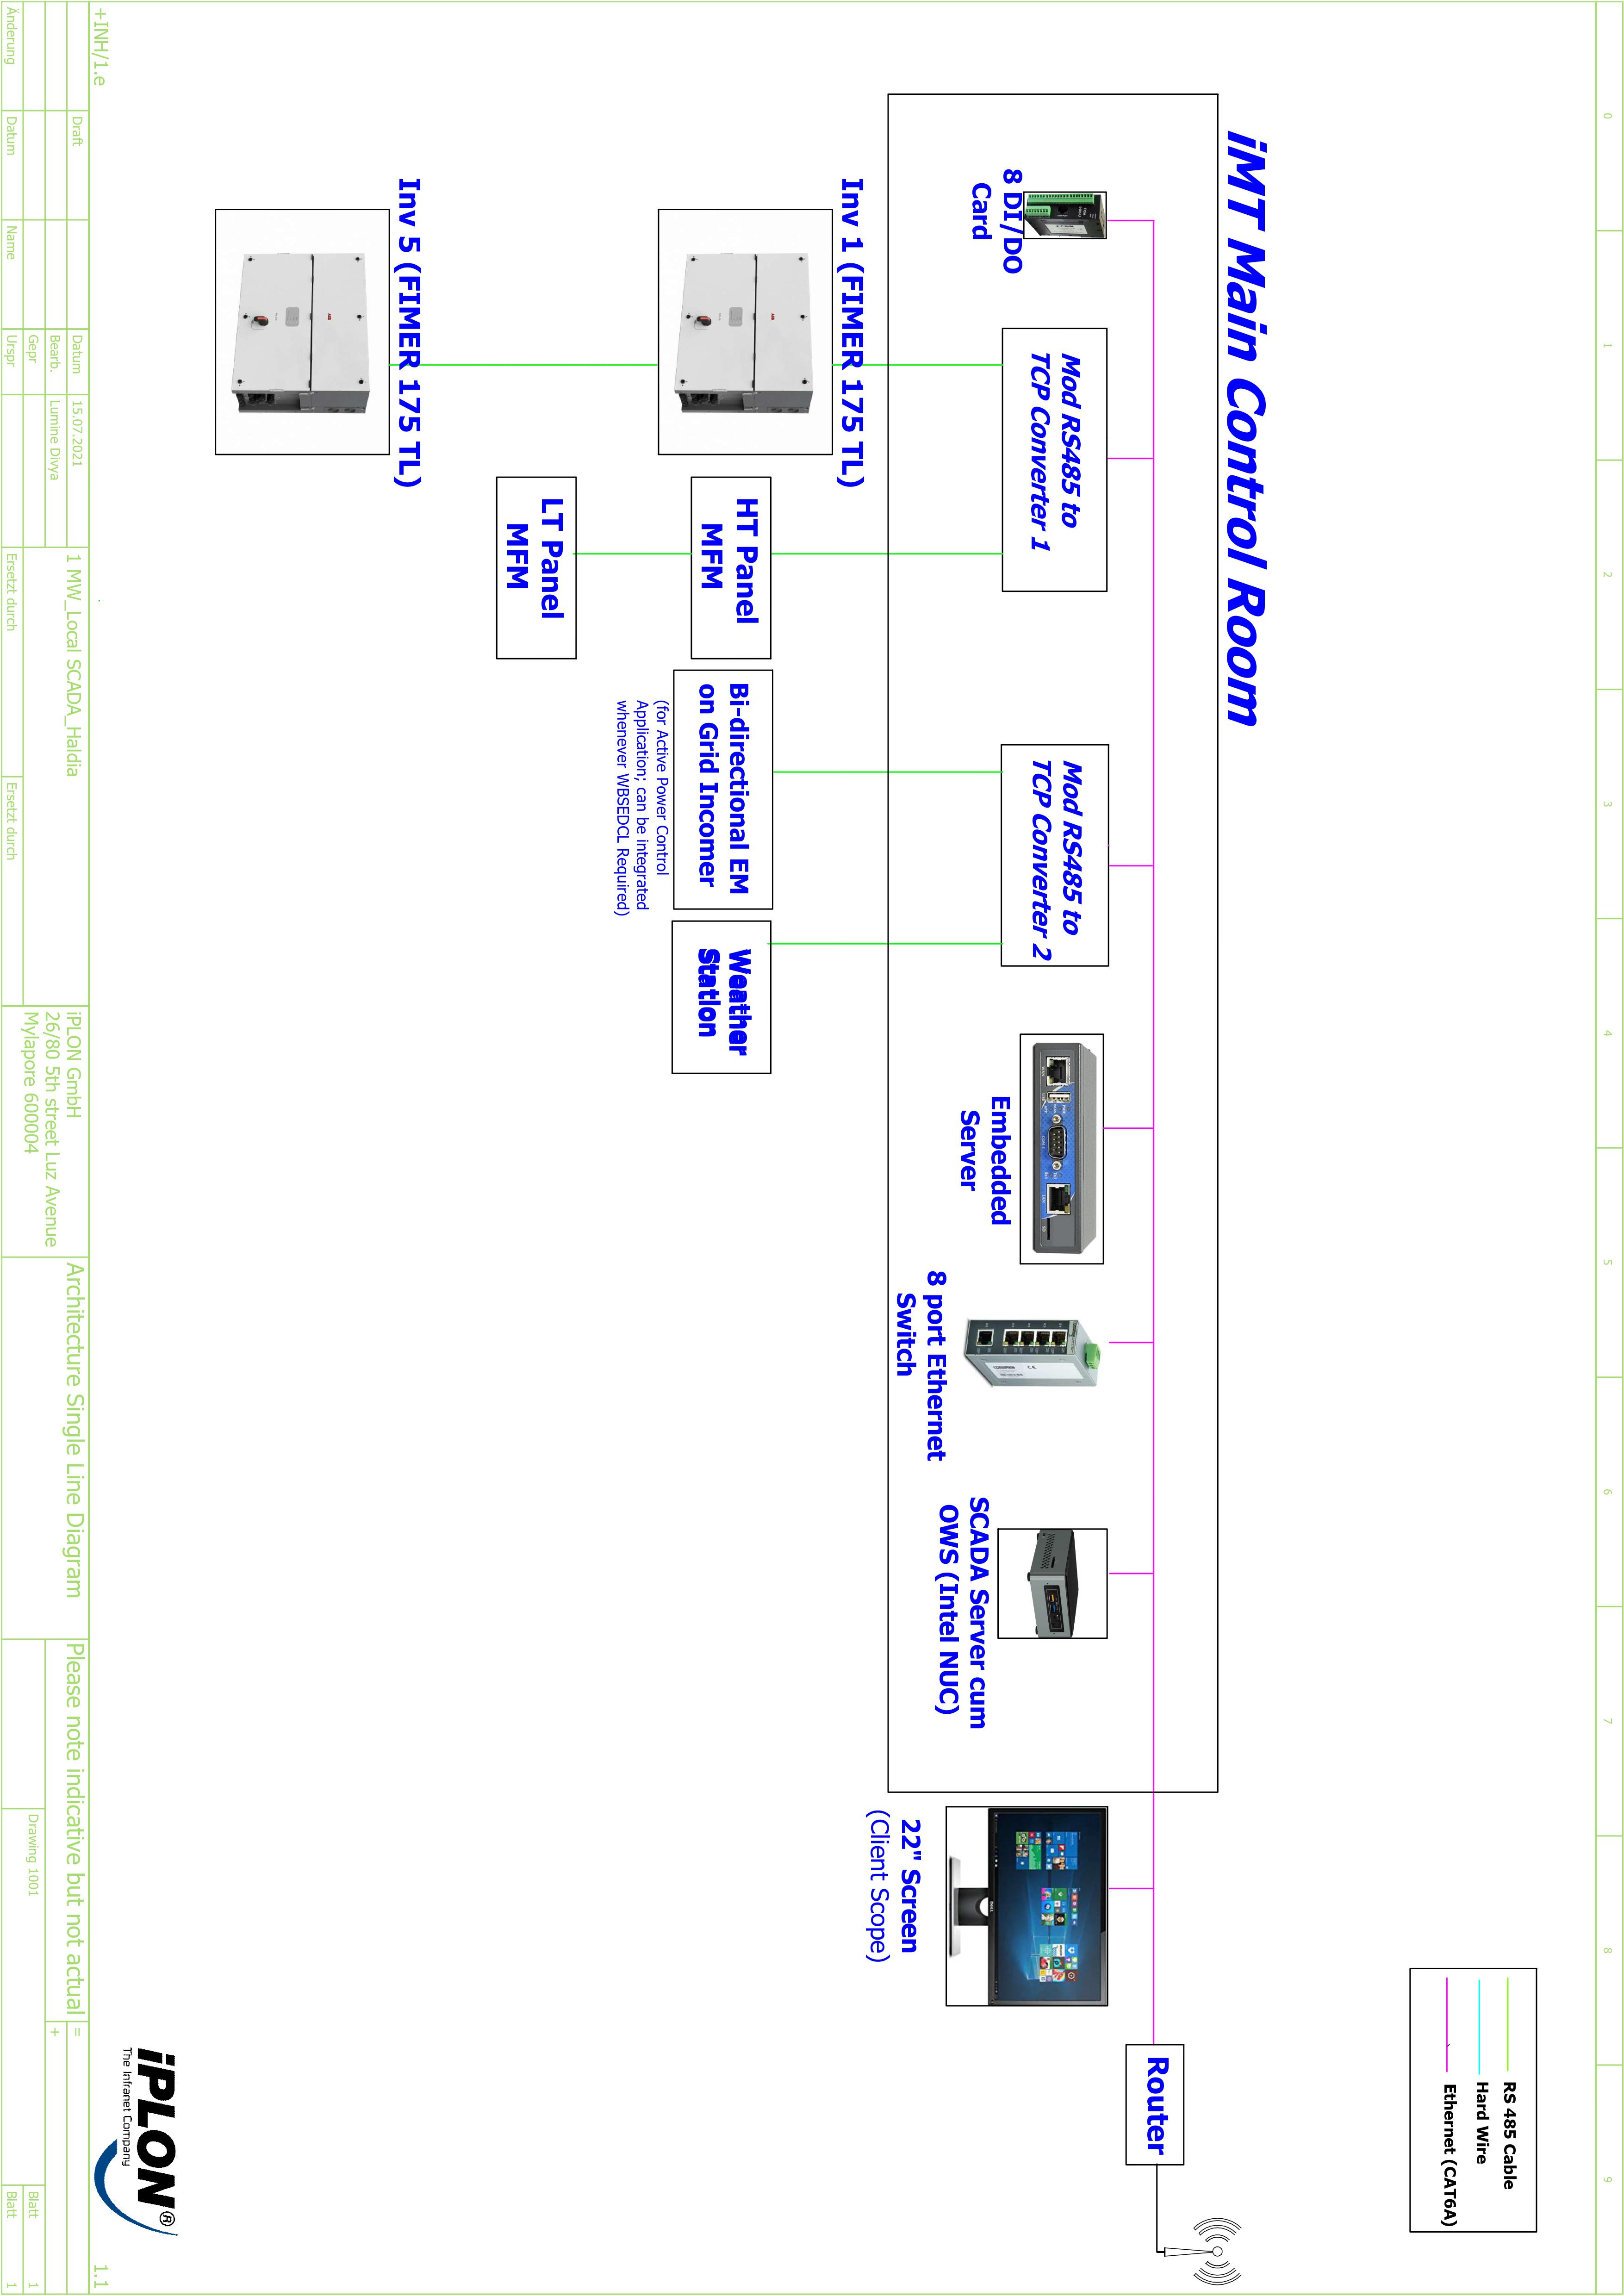 0
1
2
3
4
5
6
7
8
9
iMT Main Control Room
RS 485 Cable
Hard Wire
Ethernet (CAT6A)
8 DI/DO
Card
Mod RS485 to
TCP Converter 1
Mod RS485 to
TCP Converter 2
Embedded
Server
8 port Ethernet
Switch
SCADA Server cum
OWS (Intel NUC)
22" Screen
(Client Scope)
Router
Inv 1 (FIMER 175 TL)
HT Panel
MFM
Bi-directional EM
on Grid Incomer
(for Active Power Control
Application; can be integrated
whenever WBSEDCL Required)
Weather
Station
LT Panel
MFM
Inv 5 (FIMER 175 TL)
iPLON®
The Infranet Company
+INH/1.e
1.1
Draft
Datum
15.07.2021
1 MW_Local SCADA_Haldia
iPLON GmbH
Architecture Single Line Diagram
Please note indicative but not actual
=
Bearb.
Lumine Divya
26/80 5th street Luz Avenue
+
Gepr
Mylapore 600004
Drawing 1001
Blatt
1
Änderung
Datum
Name
Urspr
Ersetzt durch
Ersetzt durch
Blatt
1